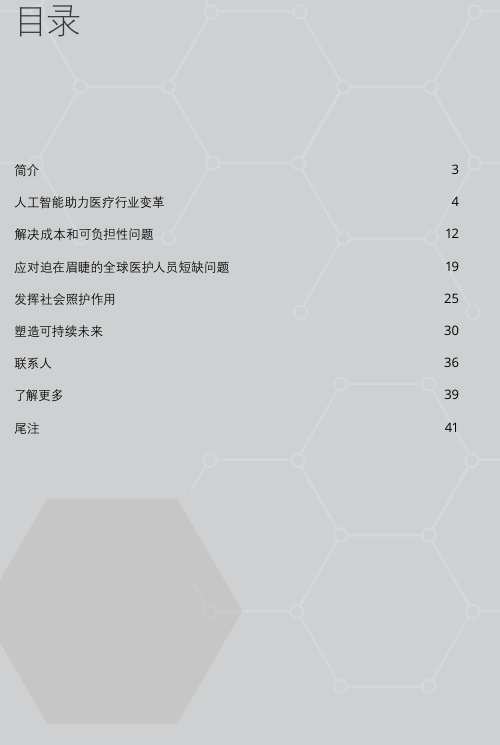 目录
简介 3
人工智能助力医疗行业变革 4
解决成本和可负担性问题 12
应对迫在眉睫的全球医护人员短缺问题 19
发挥社会照护作用 25
塑造可持续未来 30
联系人 36
了解更多 39
尾注 41